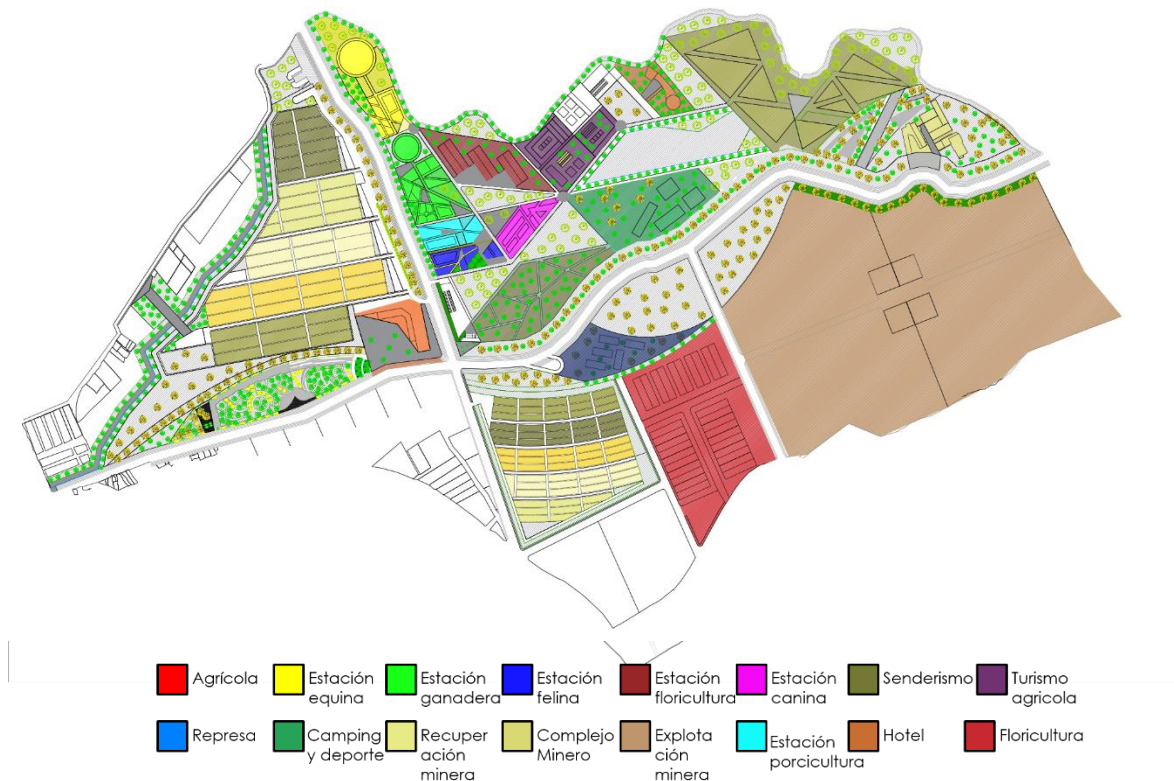 Agrícola
Estación
equina
Estación
ganadera
Estación
felina
Estación
floricultura
Estación
canina
Senderismo
Turismo
agricola
Represa
Camping
y deporte
Recuper
ación
minera
Complejo
Minero
Explota
ción
minera
Estación
porcicultura
Hotel
Floricultura